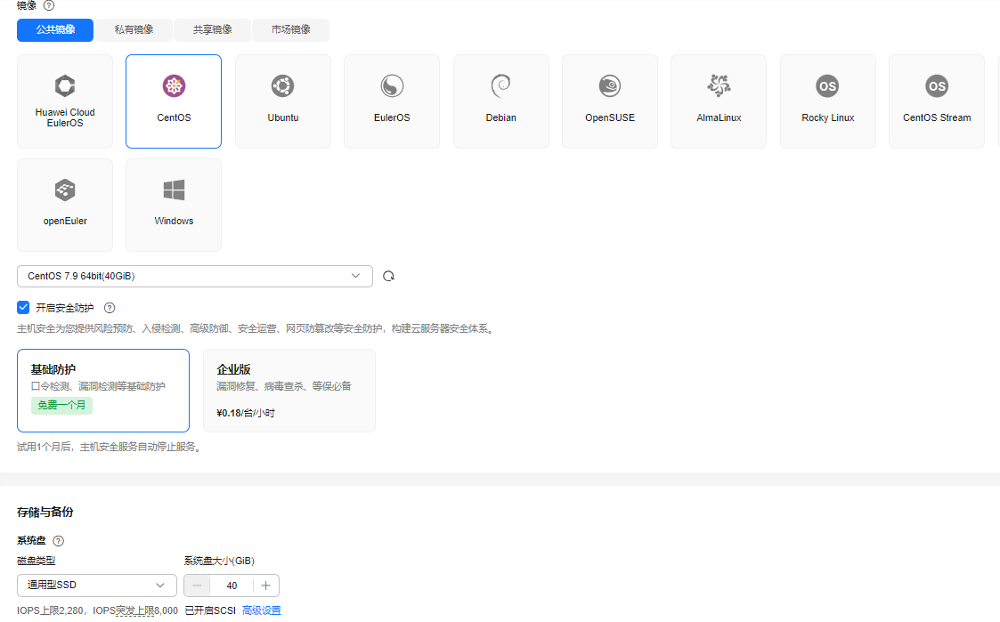 镜像
公共镜像 私有镜像 共享镜像 市场镜像
Huawei Cloud EulerOS
CentOS
Ubuntu
EulerOS
Debian
OpenSUSE
AlmaLinux
OS
Rocky Linux
OS
CentOS Stream
openEuler
Windows
CentOS 7.9 64bit(40GiB)
开启安全防护
主机安全为您提供风险预防、入侵检测、高级防御、安全运营、网页防篡改等安全防护，构建云服务器安全体系。
基础防护
口令检测、漏洞检测等基础防护
免费一个月
企业版
漏洞修复、病毒查杀、等保必备
¥0.18/台/小时
试用1个月后，主机安全服务自动停止服务。
存储与备份
系统盘
磁盘类型 系统盘大小(GiB)
通用型SSD 40
IOPS上限2,280，IOPS突发上限8,000 已开启SCSI 高级设置